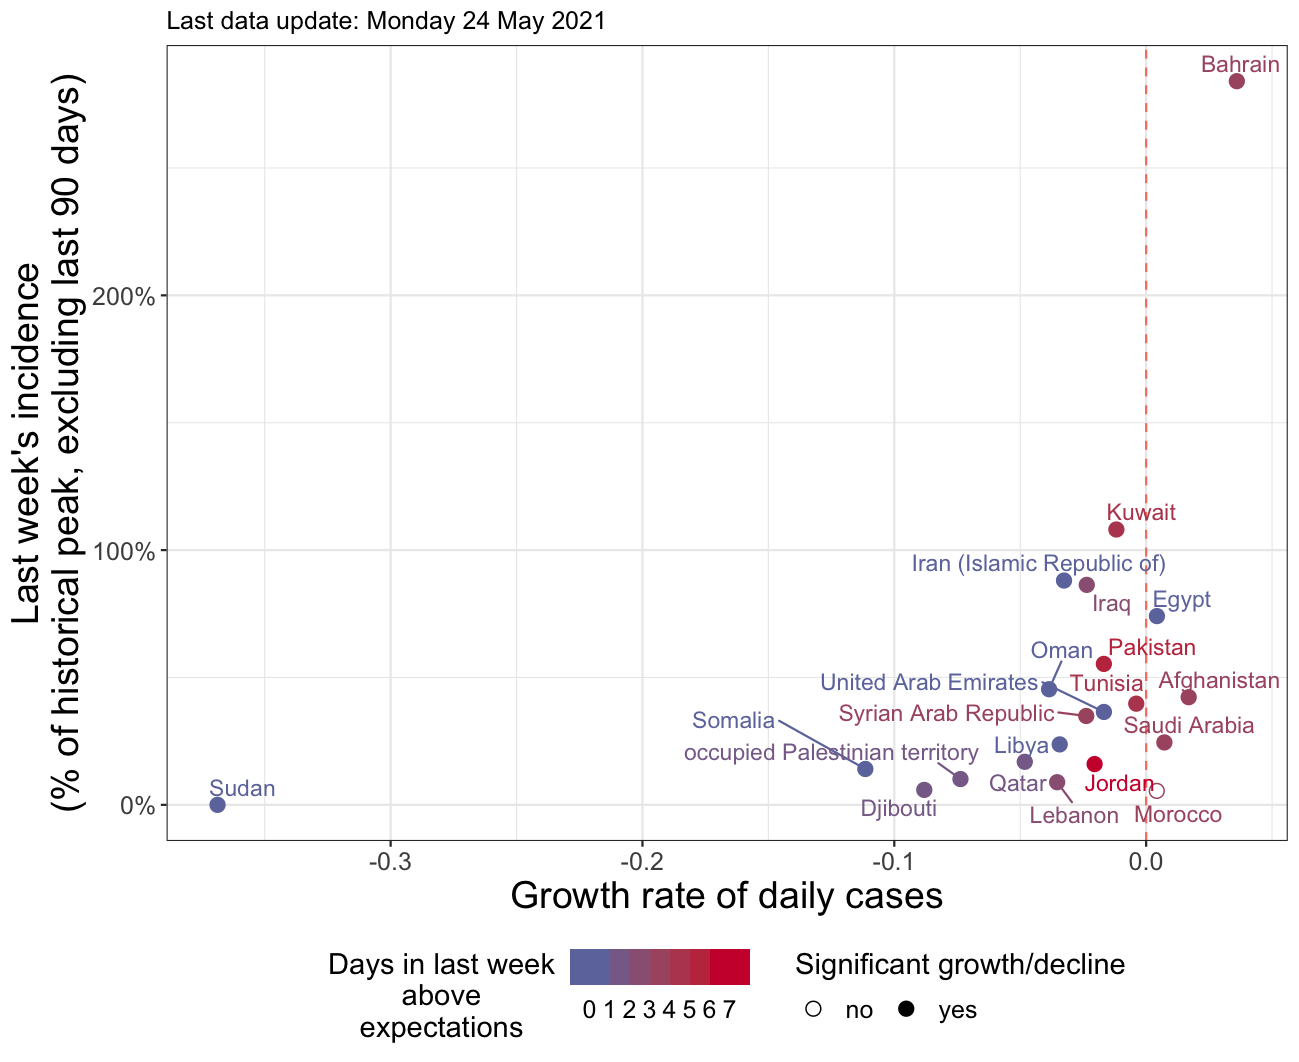 Last data update: Monday 24 May 2021
Last week's incidence
(% of historical peak, excluding last 90 days)
200%
100%
0%
Bahrain
Kuwait
Iran (Islamic Republic of)
Iraq
Egypt
Oman
Pakistan
United Arab Emirates
Tunisia
Afghanistan
Syrian Arab Republic
Somalia
Saudi Arabia
occupied Palestinian territory
Libya
Sudan
Qatar
Jordan
Djibouti
Lebanon
Morocco
-0.3
-0.2
-0.1
0.0
Growth rate of daily cases
Days in last week
above
expectations
0 1 2 3 4 5 6 7
Significant growth/decline
no
yes